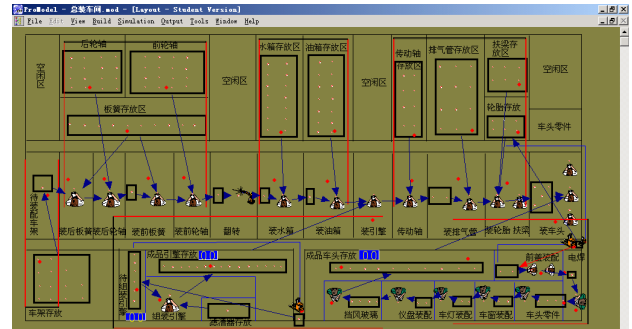 ProModel - 总装车间.mod - [Layout - Student Version]
File Edit View Build Simulation Output Tools Window Help
后轮轴
前轮轴
水箱存放区
油箱存放区
传动轴
存放区
排气管存放区
扶梁存
放区
空闲区
空闲区
空闲区
空闲区
板簧存放区
轮胎存放
车头零件
待装配车架
装后板簧
装后轮轴
装前板簧
装前轮轴
翻转
装水箱
装油箱
装引擎
传动轴
装排气管
装轮胎
扶梁
装车头
成品引擎存放
00
成品车头存放
00
前盖装配
电焊
待组装引擎
000
组装引擎
滤清器存放
车架存放
挡风玻璃
仪盘装配
车灯装配
车窗装配
车头零件